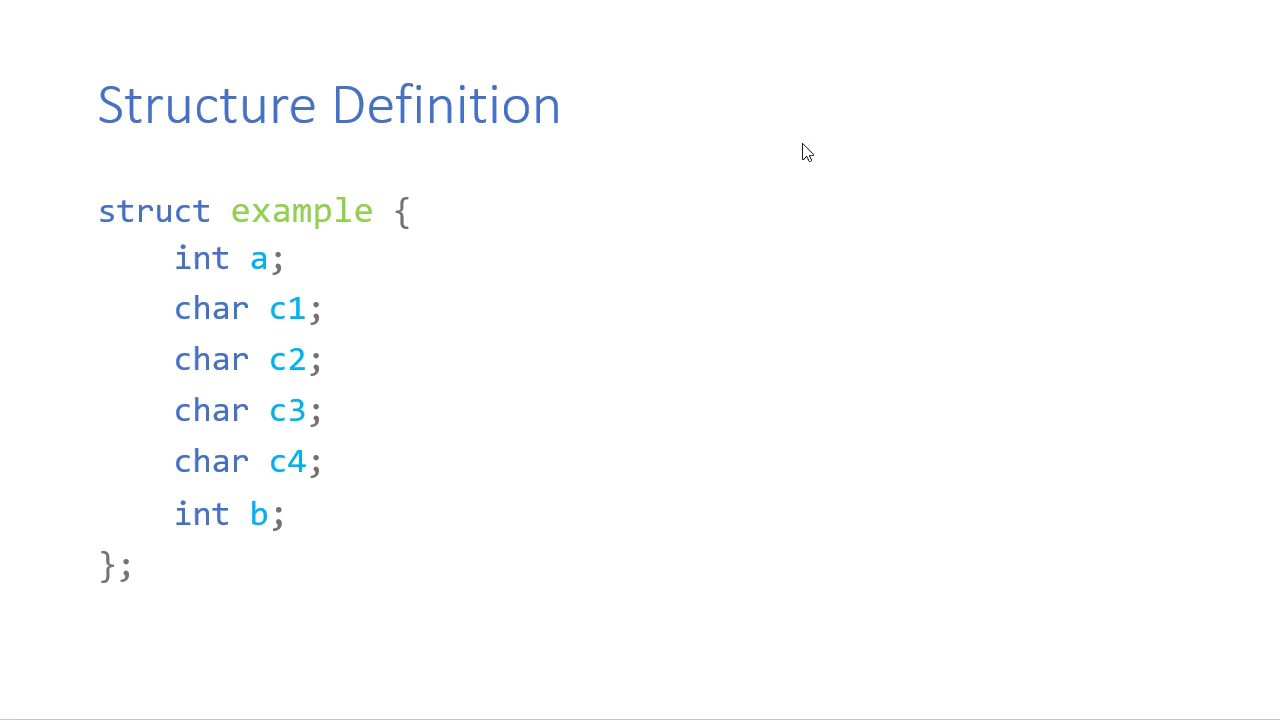 Structure Definition
struct example {
    int a;
    char c1;
    char c2;
    char c3;
    char c4;
    int b;
};